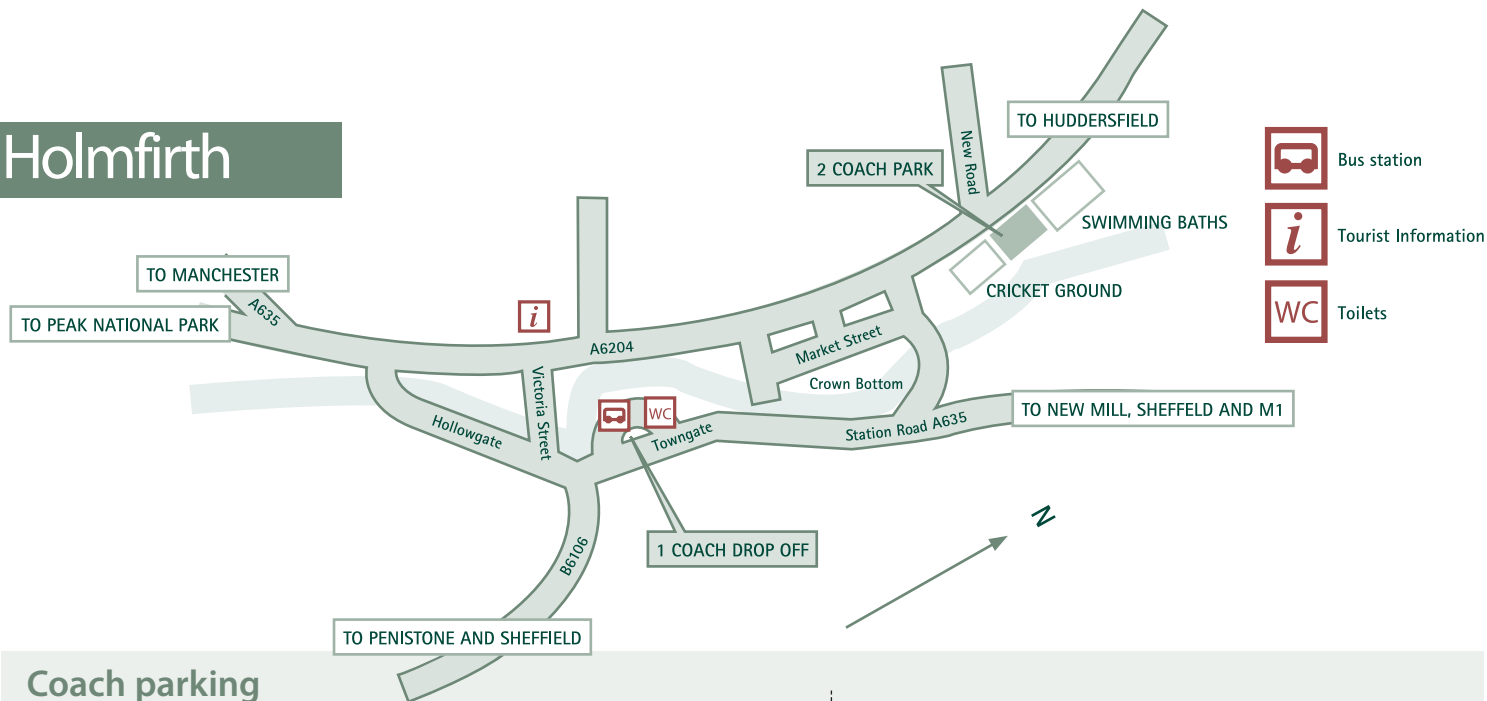 Holmfirth
TO HUDDERSFIELD
New Road
2 COACH PARK
Bus station
SWIMMING BATHS
i
Tourist Information
TO MANCHESTER
CRICKET GROUND
WC
Toilets
A635
TO PEAK NATIONAL PARK
i
A6204
Market Street
Victoria Street
Crown Bottom
WC
TO NEW MILL, SHEFFELD AND M1
Hollowgate
Towngate
Station Road A635
N
1 COACH DROP OFF
B6106
TO PENISTONE AND SHEFFIELD
Coach parking